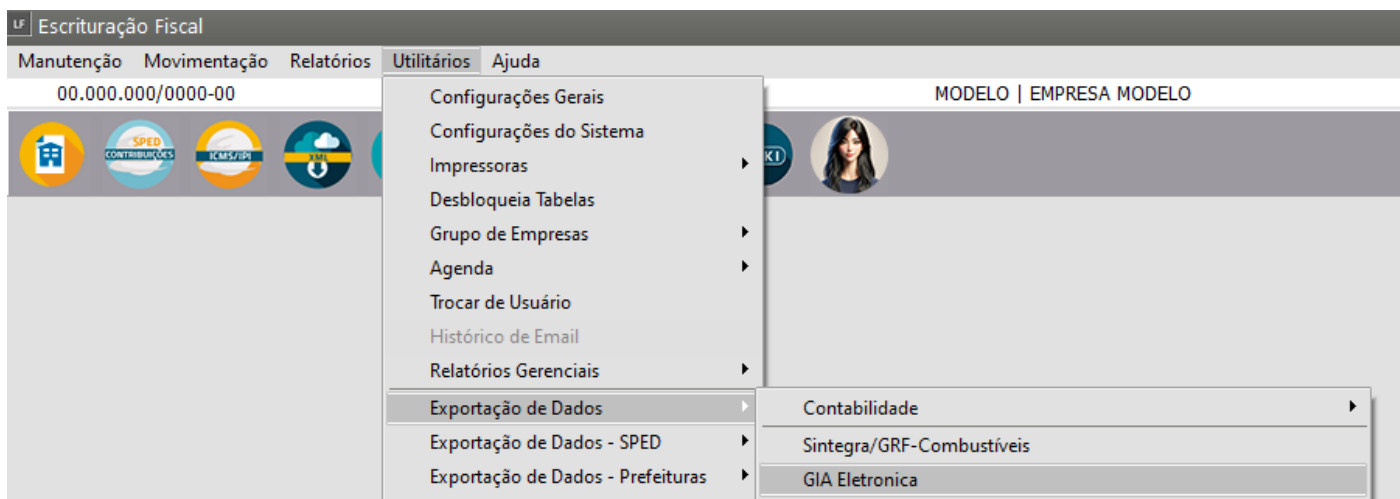 LF Escrituração Fiscal
Manutenção Movimentação Relatórios Utilitários Ajuda
00.000.000/0000-00 MODELO | EMPRESA MODELO
SPED
CONTRIBUIÇÕES
ICMS/IPI
XML
KI
Configurações Gerais
Configurações do Sistema
Impressoras
Desbloqueia Tabelas
Grupo de Empresas
Agenda
Trocar de Usuário
Histórico de Email
Relatórios Gerenciais
Exportação de Dados
Exportação de Dados - SPED
Exportação de Dados - Prefeituras
Contabilidade
Sintegra/GRF-Combustíveis
GIA Eletronica